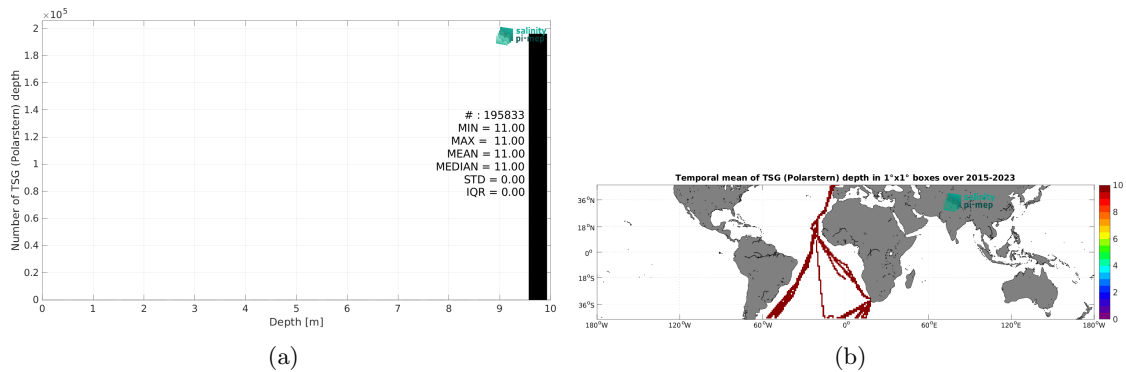 ×10⁵
2
1.8
1.6
1.4
1.2
1
0.8
0.6
0.4
0.2
0
Number of TSG (Polarstern) depth
salinity
pi-mep
# : 195833
MIN = 11.00
MAX = 11.00
MEAN = 11.00
MEDIAN = 11.00
STD = 0.00
IQR = 0.00
0 1 2 3 4 5 6 7 8 9 10
Depth [m]
(a)
Temporal mean of TSG (Polarstern) depth in 1°x1° boxes over 2015-2023
salinity
pi-mep
36°N
18°N
0°
18°S
36°S
180°W 120°W 60°W 0° 60°E 120°E 180°W
10
8
6
4
2
0
(b)